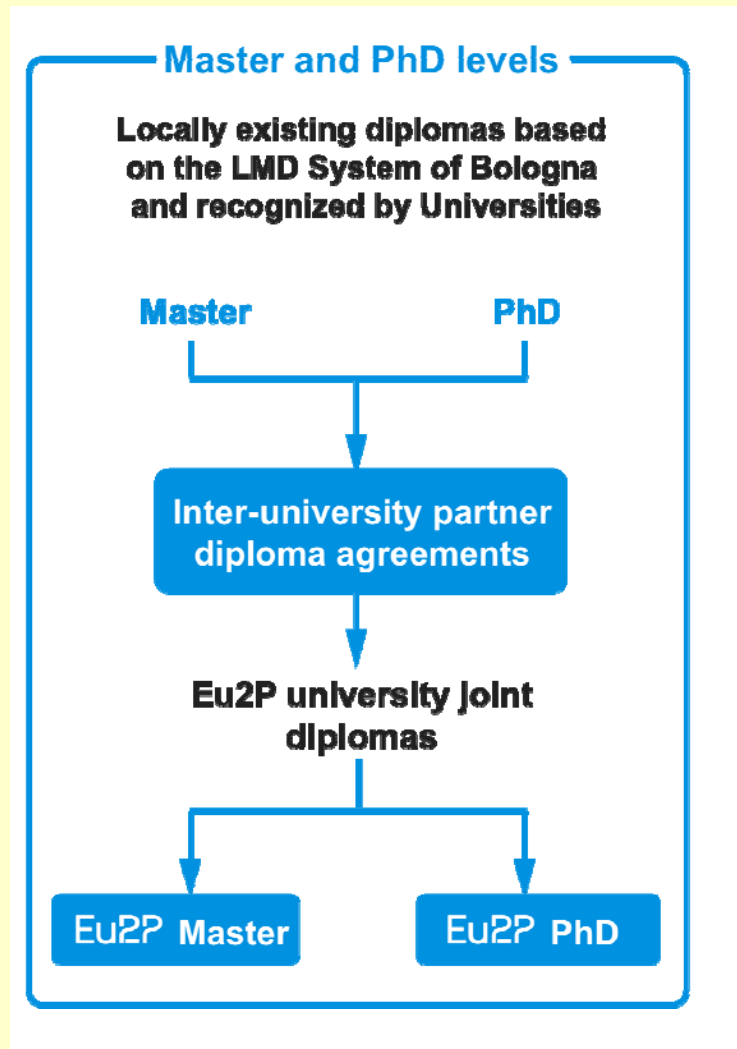 Master and PhD levels
Locally existing diplomas based
on the LMD System of Bologna
and recognized by Universities
Master PhD
Inter-university partner
diploma agreements
Eu2P university joint
diplomas
Eu2P Master Eu2P PhD